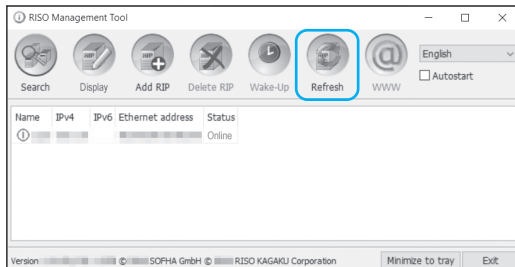 RISO Management Tool
Search Display Add RIP Delete RIP Wake-Up Refresh WWW English
Autostart
Name IPv4 IPv6 Ethernet address Status
Online
Version © SOFHA GmbH © RISO KAGAKU Corporation Minimize to tray Exit